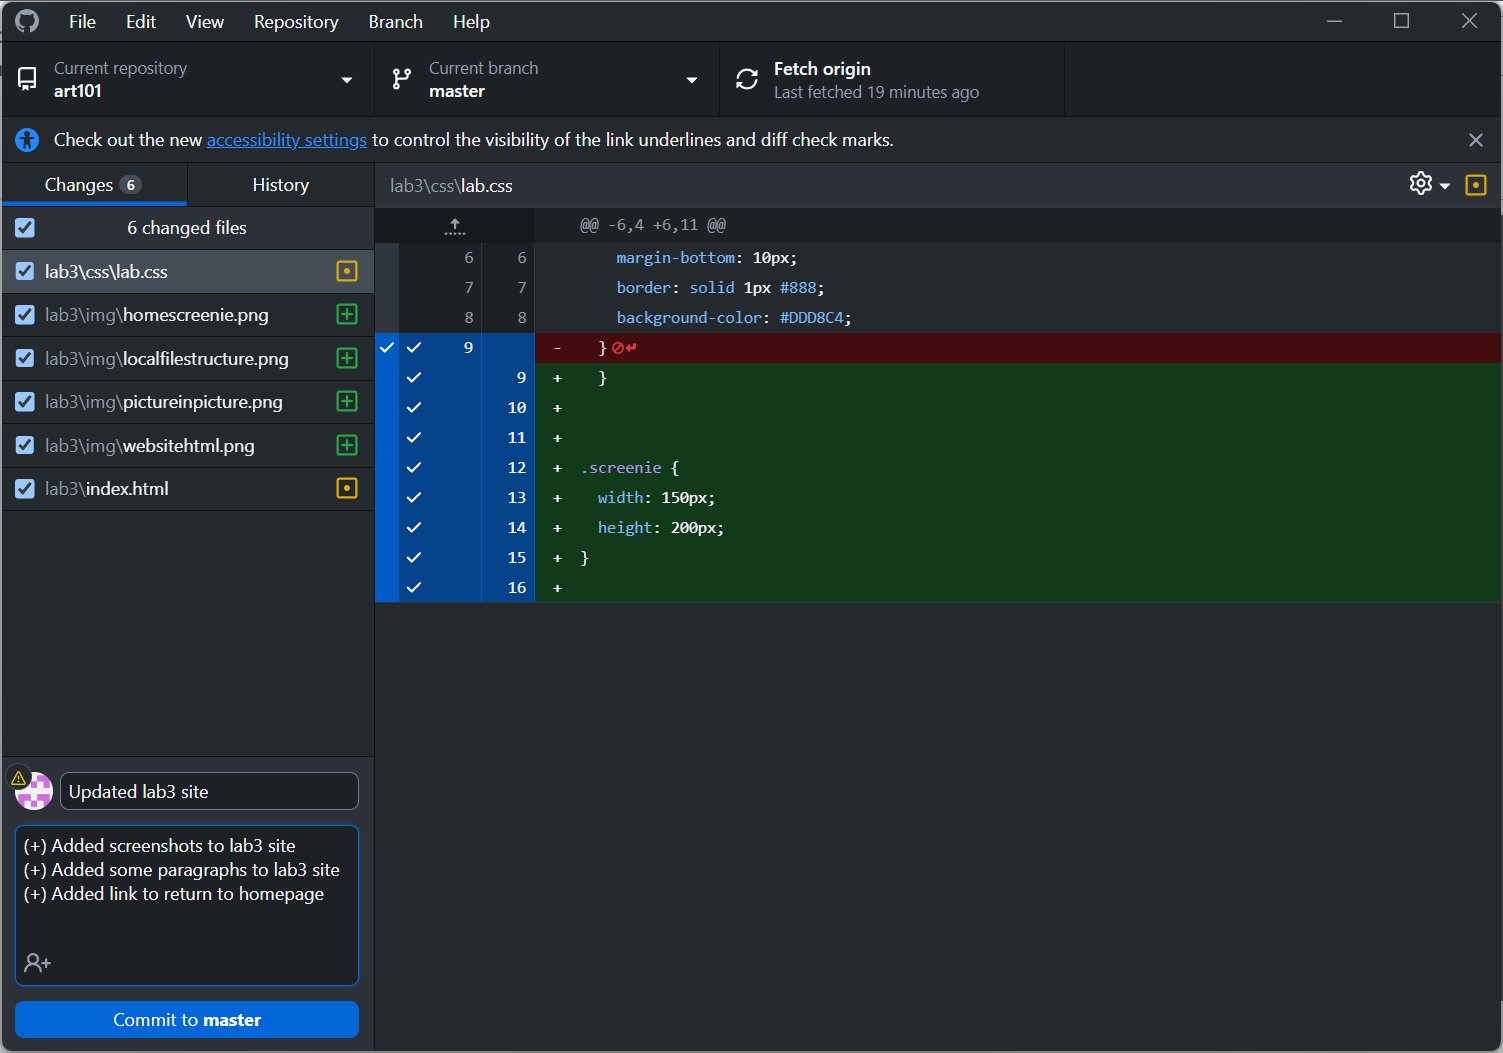 File Edit View Repository Branch Help
Current repository
art101
Current branch
master
Fetch origin
Last fetched 19 minutes ago
Check out the new accessibility settings to control the visibility of the link underlines and diff check marks.
Changes 6
History
6 changed files
lab3\css\lab.css
lab3\img\homescreenie.png
lab3\img\localfilestructure.png
lab3\img\pictureinpicture.png
lab3\img\websitehtml.png
lab3\index.html
Updated lab3 site
(+) Added screenshots to lab3 site
(+) Added some paragraphs to lab3 site
(+) Added link to return to homepage
Commit to master
lab3\css\lab.css
@@ -6,4 +6,11 @@
6 6 margin-bottom: 10px;
7 7 border: solid 1px #888;
8 8 background-color: #DDD8C4;
9 - }
9 + }
10 +
11 +
12 + .screenie {
13 + width: 150px;
14 + height: 200px;
15 + }
16 +